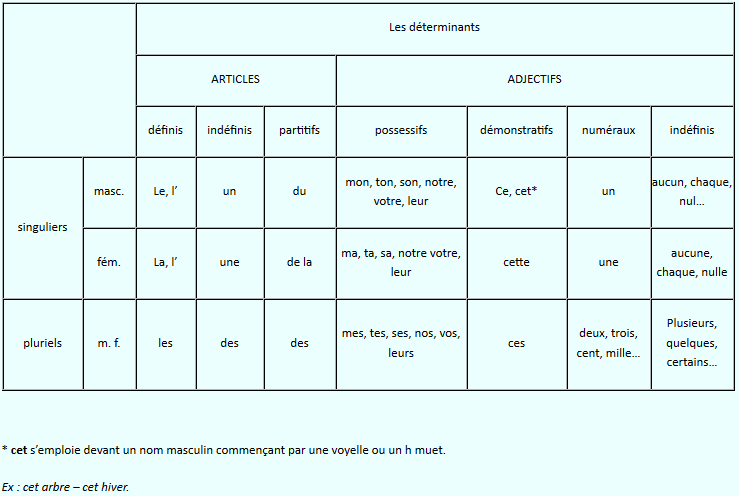 Les déterminants
ARTICLES ADJECTIFS
définis indéfinis partitifs possessifs démonstratifs numéraux indéfinis
singuliers
masc. Le, l’ un du mon, ton, son, notre, votre, leur Ce, cet* un aucun, chaque, nul…
fém. La, l’ une de la ma, ta, sa, notre votre, leur cette une aucune, chaque, nulle
pluriels m. f. les des des mes, tes, ses, nos, vos, leurs ces deux, trois, cent, mille… Plusieurs, quelques, certains…
* cet s’emploie devant un nom masculin commençant par une voyelle ou un h muet.
Ex : cet arbre – cet hiver.